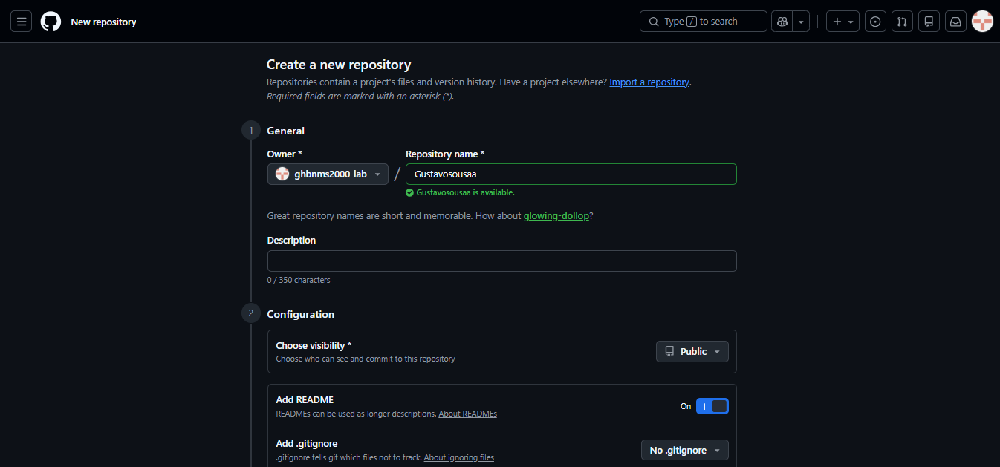 New repository
Type / to search
Create a new repository
Repositories contain a project's files and version history. Have a project elsewhere? Import a repository.
Required fields are marked with an asterisk (*).
1 General
Owner * Repository name *
ghbnms2000-lab / Gustavosousaa
Gustavosousaa is available.
Great repository names are short and memorable. How about glowing-dollop?
Description
0 / 350 characters
2 Configuration
Choose visibility *
Choose who can see and commit to this repository
Public
Add README
READMEs can be used as longer descriptions. About READMEs
On
Add .gitignore
.gitignore tells git which files not to track. About ignoring files
No .gitignore